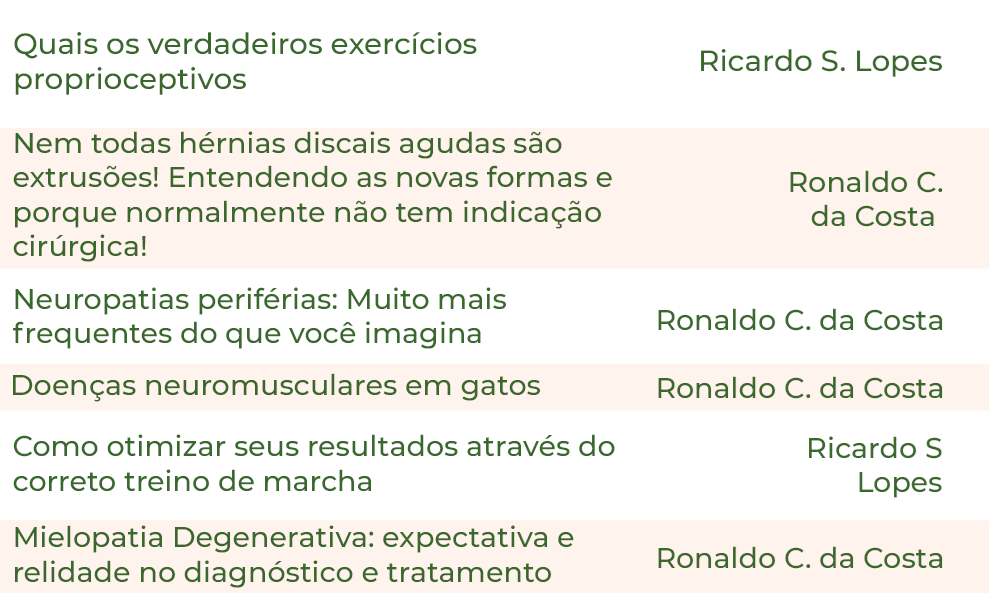 Quais os verdadeiros exercícios
proprioceptivos
Ricardo S. Lopes
Nem todas hérnias discais agudas são
extrusões! Entendendo as novas formas e
porque normalmente não tem indicação
cirúrgica!
Ronaldo C.
da Costa
Neuropatias periférias: Muito mais
frequentes do que você imagina
Ronaldo C. da Costa
Doenças neuromusculares em gatos
Ronaldo C. da Costa
Como otimizar seus resultados através do
correto treino de marcha
Ricardo S
Lopes
Mielopatia Degenerativa: expectativa e
relidade no diagnóstico e tratamento
Ronaldo C. da Costa